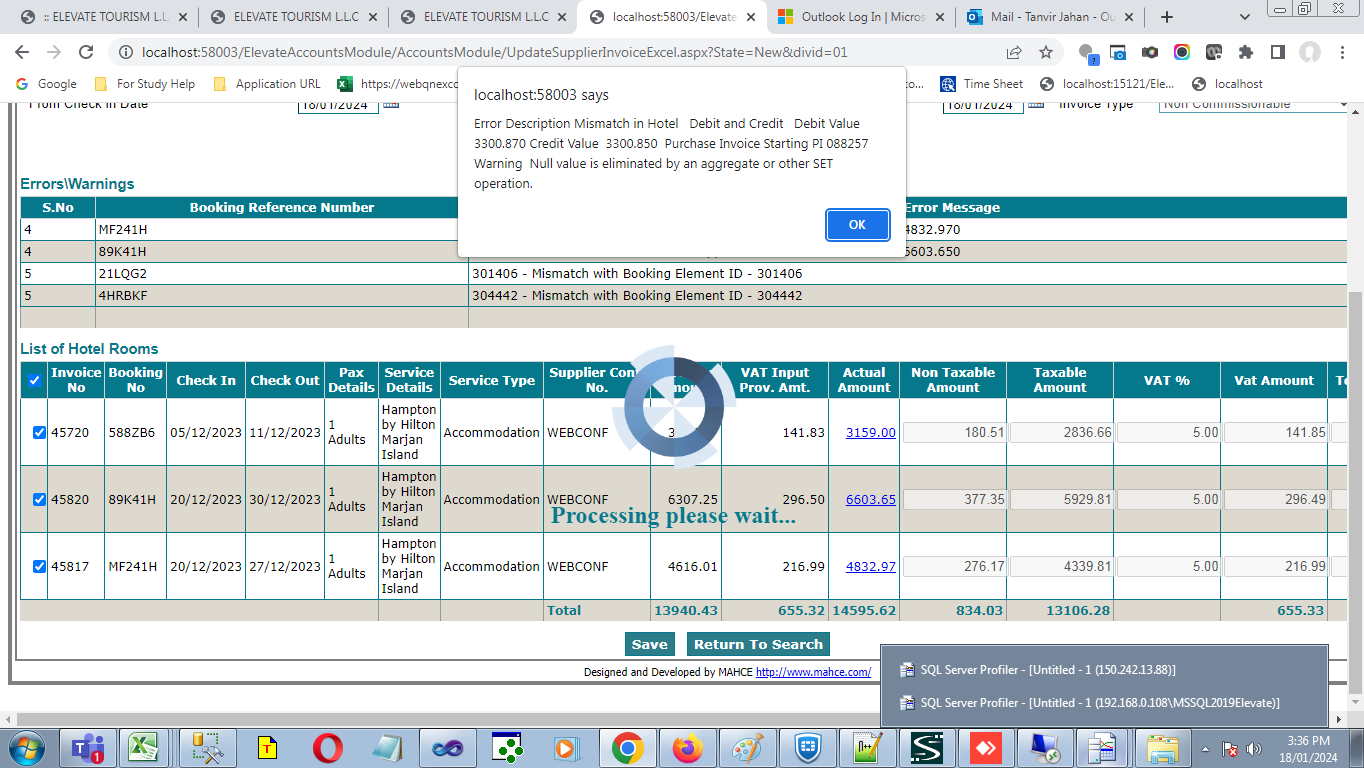 :: ELEVATE TOURISM L.L.
ELEVATE TOURISM L.L.C
ELEVATE TOURISM L.L.C
localhost:58003/Elevate
Outlook Log In | Micros
Mail - Tanvir Jahan - Ou
localhost:58003/ElevateAccountsModule/AccountsModule/UpdateSupplierInvoiceExcel.aspx?State=New&divid=01
Google
For Study Help
Application URL
https://webqnexco
to...
Time Sheet
localhost:15121/Ele...
localhost
From Check In Date
18/01/2024
18/01/2024
Invoice Type
Non Commissionable
localhost:58003 says
Error Description Mismatch in Hotel Debit and Credit Debit Value
3300.870 Credit Value 3300.850 Purchase Invoice Starting PI 088257
Warning Null value is eliminated by an aggregate or other SET
operation.
OK
Errors\Warnings
S.No Booking Reference Number Error Message
4 MF241H 4832.970
4 89K41H 6603.650
5 21LQG2 301406 - Mismatch with Booking Element ID - 301406
5 4HRBKF 304442 - Mismatch with Booking Element ID - 304442
List of Hotel Rooms
Invoice No Booking No Check In Check Out Pax Details Service Details Service Type Supplier Con No. VAT Input Prov. Amt. Actual Amount Non Taxable Amount Taxable Amount VAT % Vat Amount
45720 588ZB6 05/12/2023 11/12/2023 1 Adults Hampton by Hilton Marjan Island Accommodation WEBCONF 141.83 3159.00 180.51 2836.66 5.00 141.85
45820 89K41H 20/12/2023 30/12/2023 1 Adults Hampton by Hilton Marjan Island Accommodation WEBCONF 6307.25 296.50 6603.65 377.35 5929.81 5.00 296.49
Processing please wait...
45817 MF241H 20/12/2023 27/12/2023 1 Adults Hampton by Hilton Marjan Island Accommodation WEBCONF 4616.01 216.99 4832.97 276.17 4339.81 5.00 216.99
Total 13940.43 655.32 14595.62 834.03 13106.28 655.33
Save
Return To Search
Designed and Developed by MAHCE http://www.mahce.com/
SQL Server Profiler - [Untitled - 1 (150.242.13.88)]
SQL Server Profiler - [Untitled - 1 (192.168.0.108\MSSQL2019Elevate)]
3:36 PM
18/01/2024